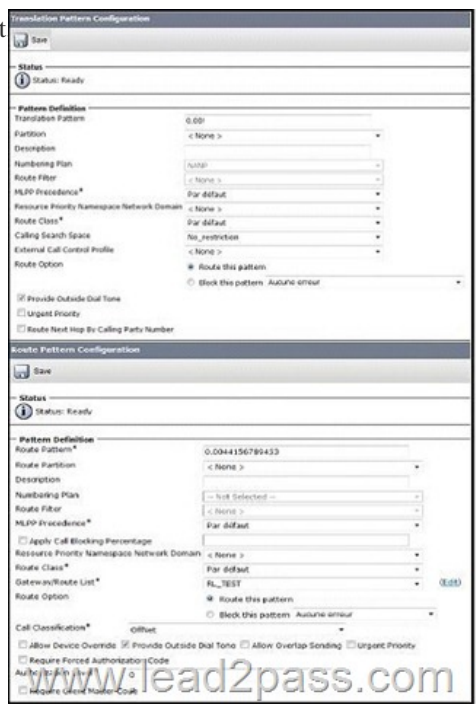 t
Translation Pattern Configuration
Save
Status
Status: Ready
Pattern Definition
Translation Pattern 0.00!
Partition < None >
Description
Numbering Plan NANP
Route Filter < None >
MLPP Precedence* Par défaut
Resource Priority Namespace Network Domain < None >
Route Class* Par défaut
Calling Search Space No_restriction
External Call Control Profile < None >
Route Option Route this pattern
Block this pattern Aucune erreur
Provide Outside Dial Tone
Urgent Priority
Route Next Hop By Calling Party Number
Route Pattern Configuration
Save
Status
Status: Ready
Pattern Definition
Route Pattern* 0.0044156789433
Route Partition < None >
Description
Numbering Plan -- Not Selected --
Route Filter < None >
MLPP Precedence* Par défaut
Apply Call Blocking Percentage
Resource Priority Namespace Network Domain < None >
Route Class* Par défaut
Gateway/Route List* RL_TEST (Edit)
Route Option Route this pattern
Block this pattern Aucune erreur
Call Classification* OffNet
Allow Device Override Provide Outside Dial Tone Allow Overlap Sending Urgent Priority
Require Forced Authorization Code
Authorization Level
Require Client Matter Code
www.lead2pass.com